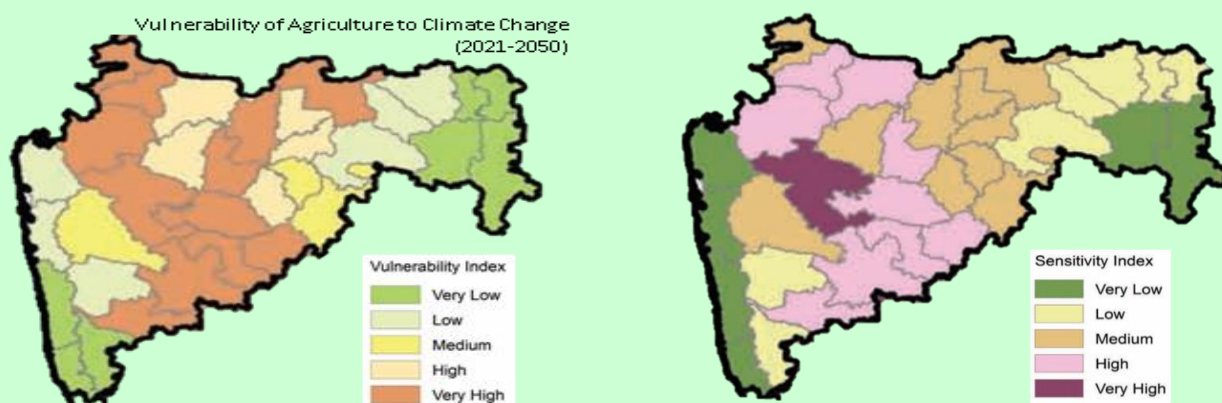 Vulnerability of Agriculture to Climate Change
(2021-2050)
Vulnerability Index
Very Low
Low
Medium
High
Very High
Sensitivity Index
Very Low
Low
Medium
High
Very High